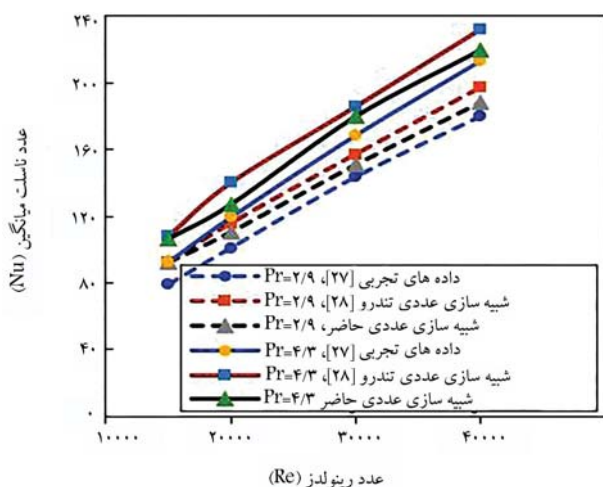 ۲۴۰
۲۰۰
۱۶۰
۱۲۰
۸۰
۴۰
۰
عدد ناسلت میانگین (Nu)
داده های تجربی [۲۷]، Pr=۲/۹
شبیه سازی عددی تندرو [۲۸]، Pr=۲/۹
شبیه سازی عددی حاضر، Pr=۲/۹
داده های تجربی [۲۷]، Pr=۴/۳
شبیه سازی عددی تندرو [۲۸]، Pr=۴/۳
شبیه سازی عددی حاضر Pr=۴/۳
۱۰۰۰۰ ۲۰۰۰۰ ۳۰۰۰۰ ۴۰۰۰۰
عدد رینولدز (Re)